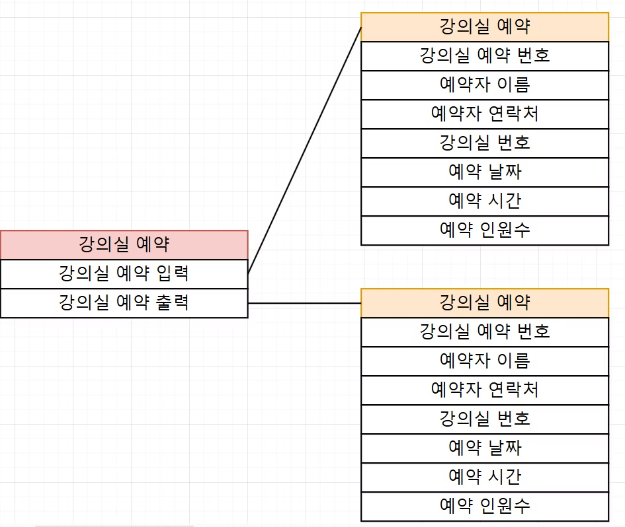 강의실 예약
강의실 예약 입력
강의실 예약 출력
강의실 예약
강의실 예약 번호
예약자 이름
예약자 연락처
강의실 번호
예약 날짜
예약 시간
예약 인원수
강의실 예약
강의실 예약 번호
예약자 이름
예약자 연락처
강의실 번호
예약 날짜
예약 시간
예약 인원수